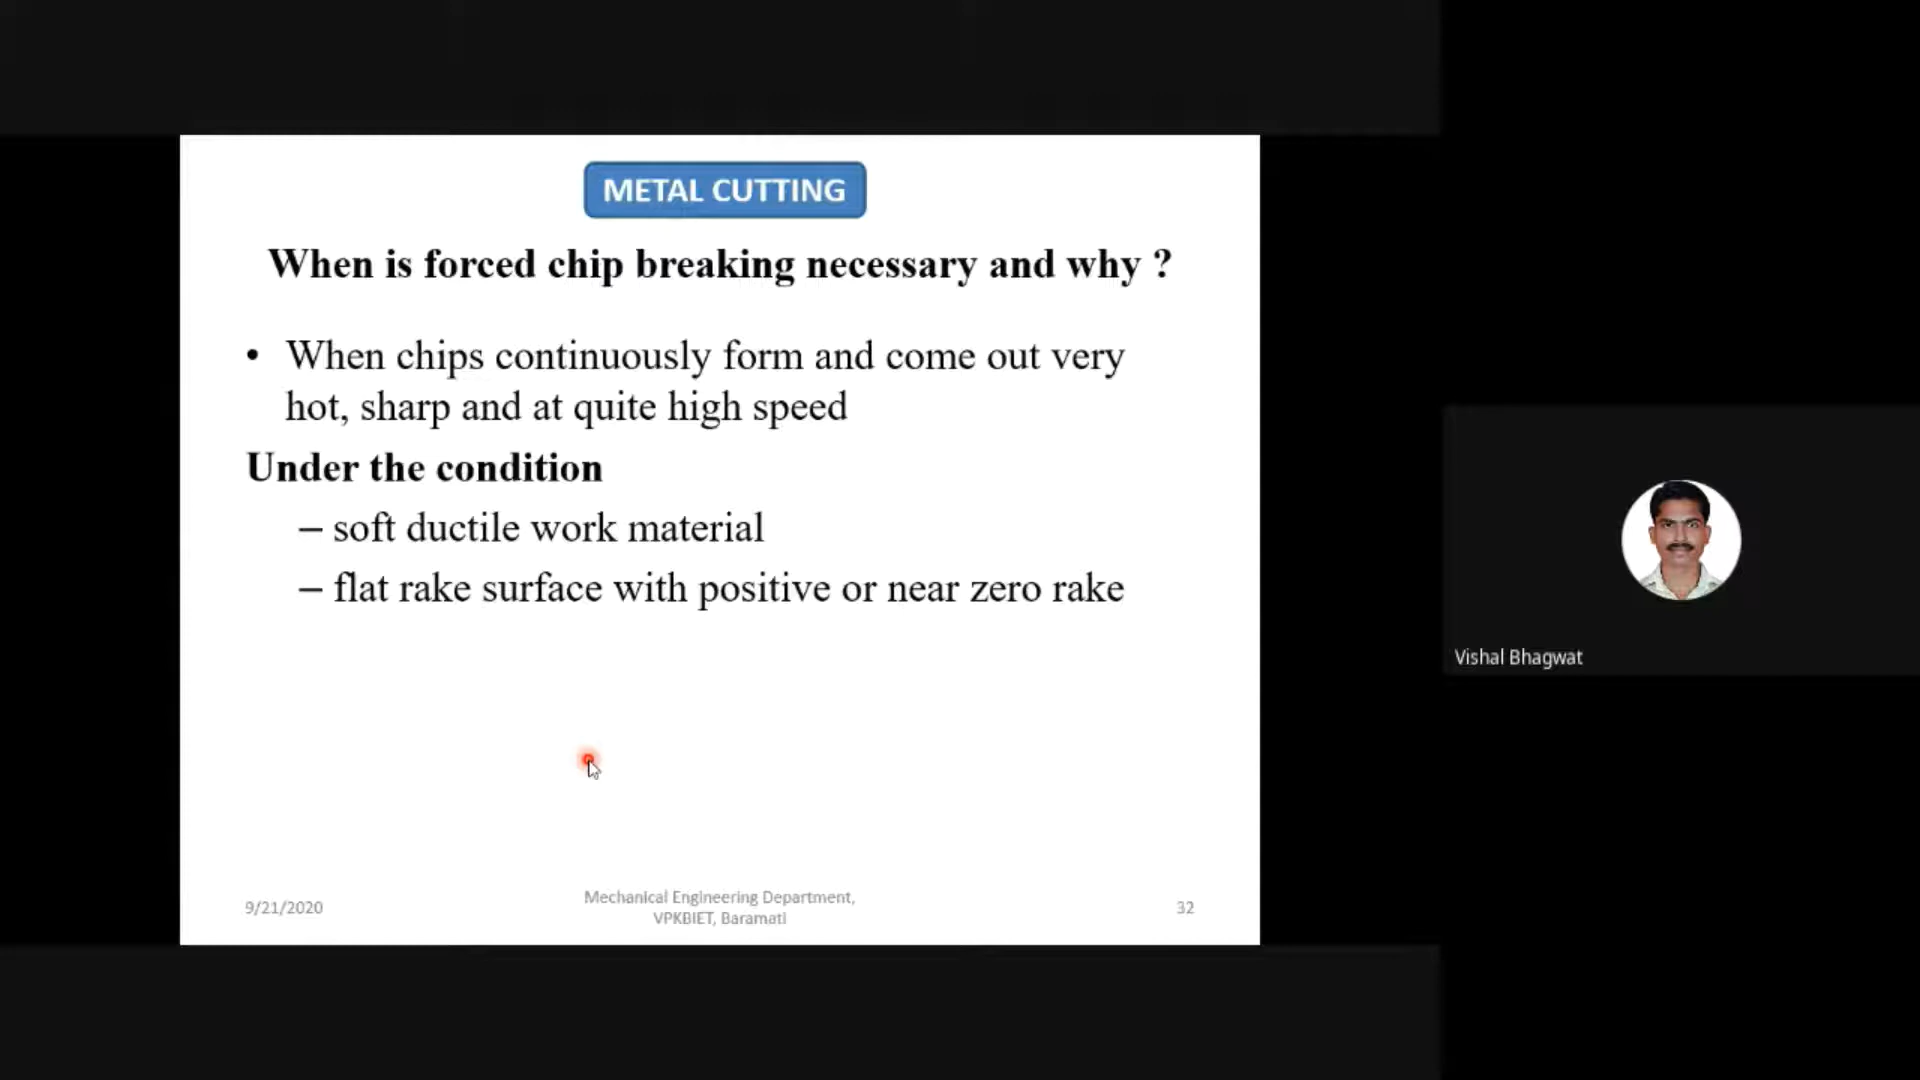 METAL CUTTING
When is forced chip breaking necessary and why ?
• When chips continuously form and come out very
hot, sharp and at quite high speed
Under the condition
– soft ductile work material
– flat rake surface with positive or near zero rake
9/21/2020
Mechanical Engineering Department,
VPKBIET, Baramati
32
Vishal Bhagwat